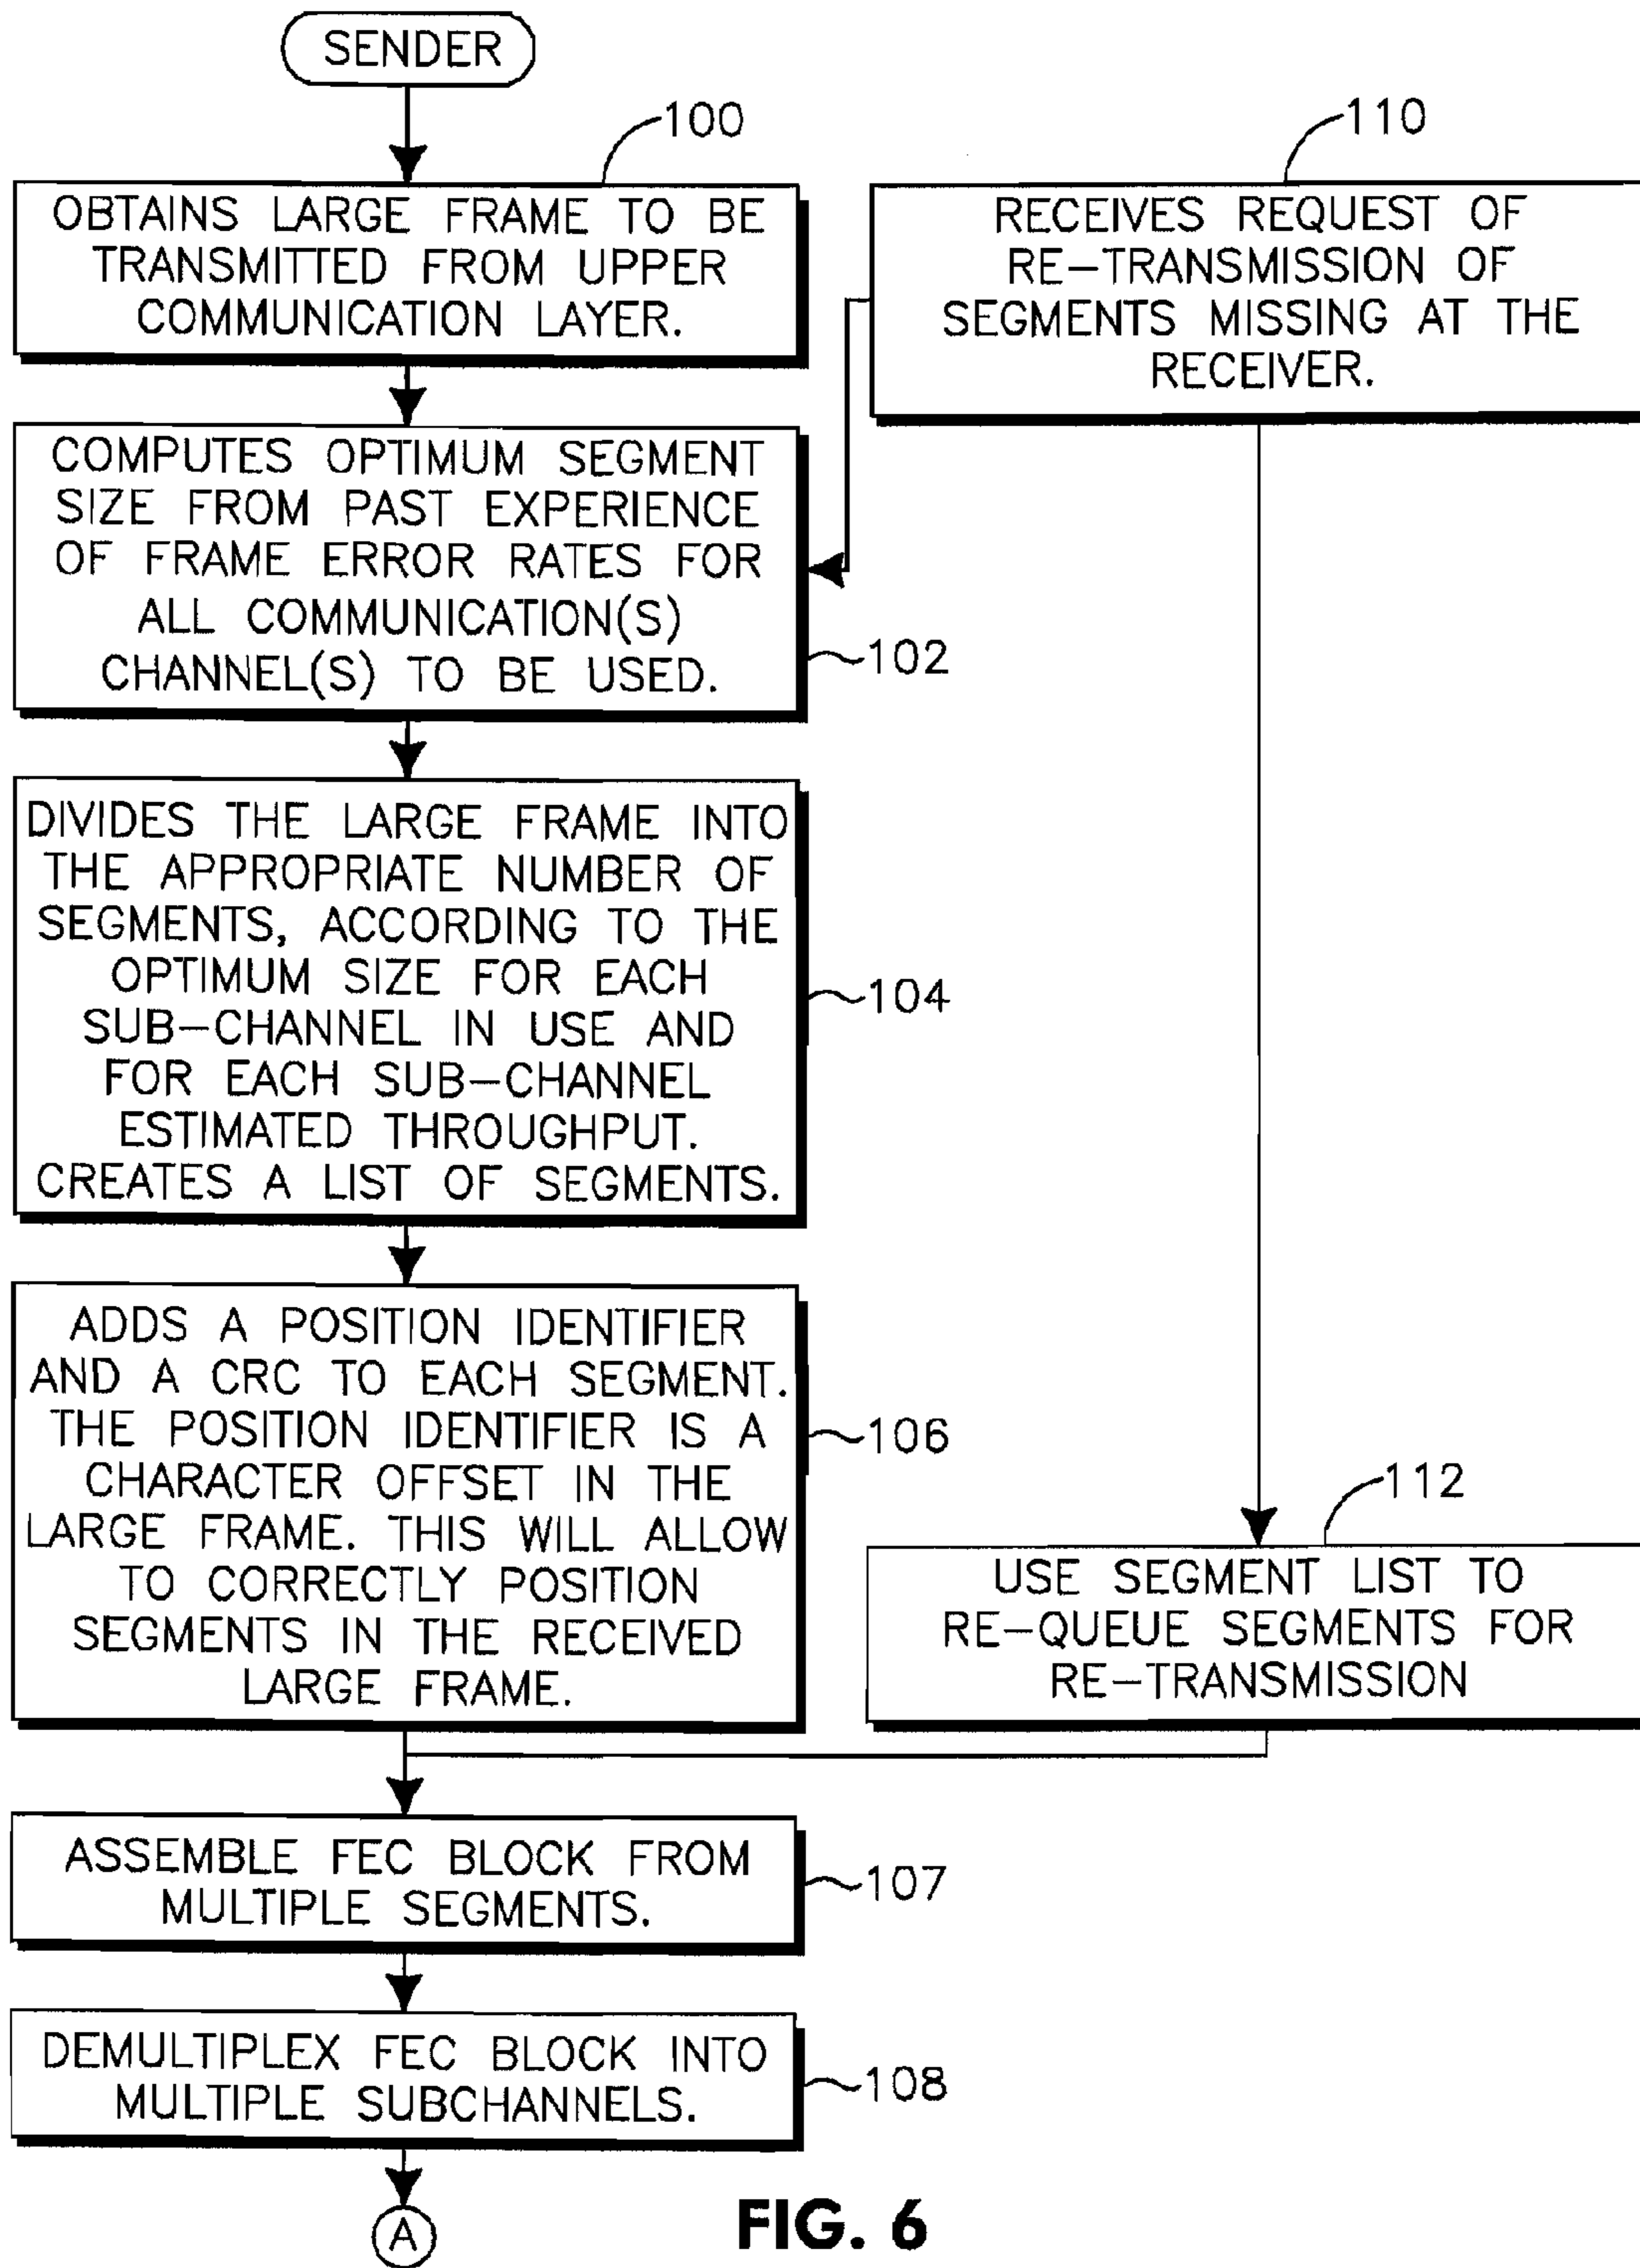 SENDER
100
OBTAINS LARGE FRAME TO BE
TRANSMITTED FROM UPPER
COMMUNICATION LAYER.
110
RECEIVES REQUEST OF
RE-TRANSMISSION OF
SEGMENTS MISSING AT THE
RECEIVER.
COMPUTES OPTIMUM SEGMENT
SIZE FROM PAST EXPERIENCE
OF FRAME ERROR RATES FOR
ALL COMMUNICATION(S)
CHANNEL(S) TO BE USED.
102
DIVIDES THE LARGE FRAME INTO
THE APPROPRIATE NUMBER OF
SEGMENTS, ACCORDING TO THE
OPTIMUM SIZE FOR EACH
SUB-CHANNEL IN USE AND
FOR EACH SUB-CHANNEL
ESTIMATED THROUGHPUT.
CREATES A LIST OF SEGMENTS.
104
ADDS A POSITION IDENTIFIER
AND A CRC TO EACH SEGMENT.
THE POSITION IDENTIFIER IS A
CHARACTER OFFSET IN THE
LARGE FRAME. THIS WILL ALLOW
TO CORRECTLY POSITION
SEGMENTS IN THE RECEIVED
LARGE FRAME.
106
112
USE SEGMENT LIST TO
RE-QUEUE SEGMENTS FOR
RE-TRANSMISSION
ASSEMBLE FEC BLOCK FROM
MULTIPLE SEGMENTS.
107
DEMULTIPLEX FEC BLOCK INTO
MULTIPLE SUBCHANNELS.
108
A
FIG. 6